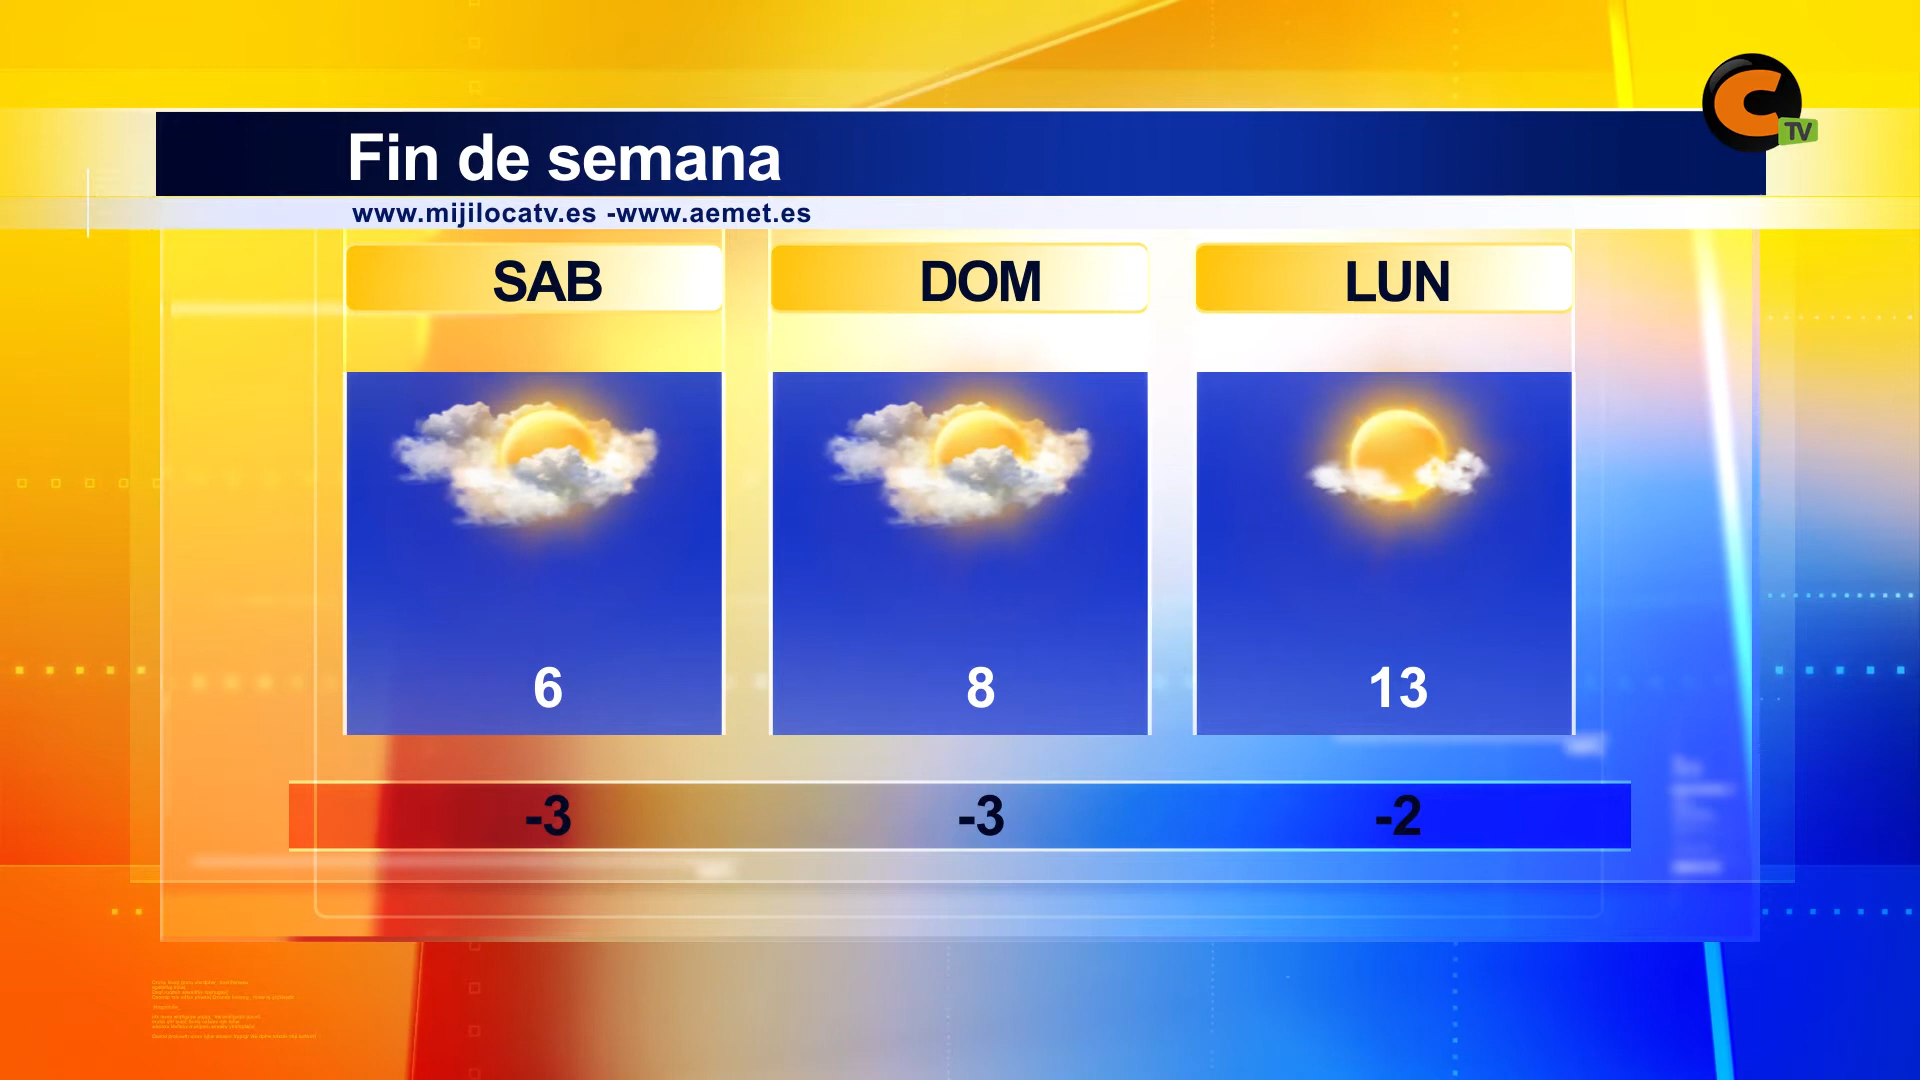 Fin de semana
www.mijilocatv.es -www.aemet.es
C TV
SAB DOM LUN
6 8 13
-3 -3 -2